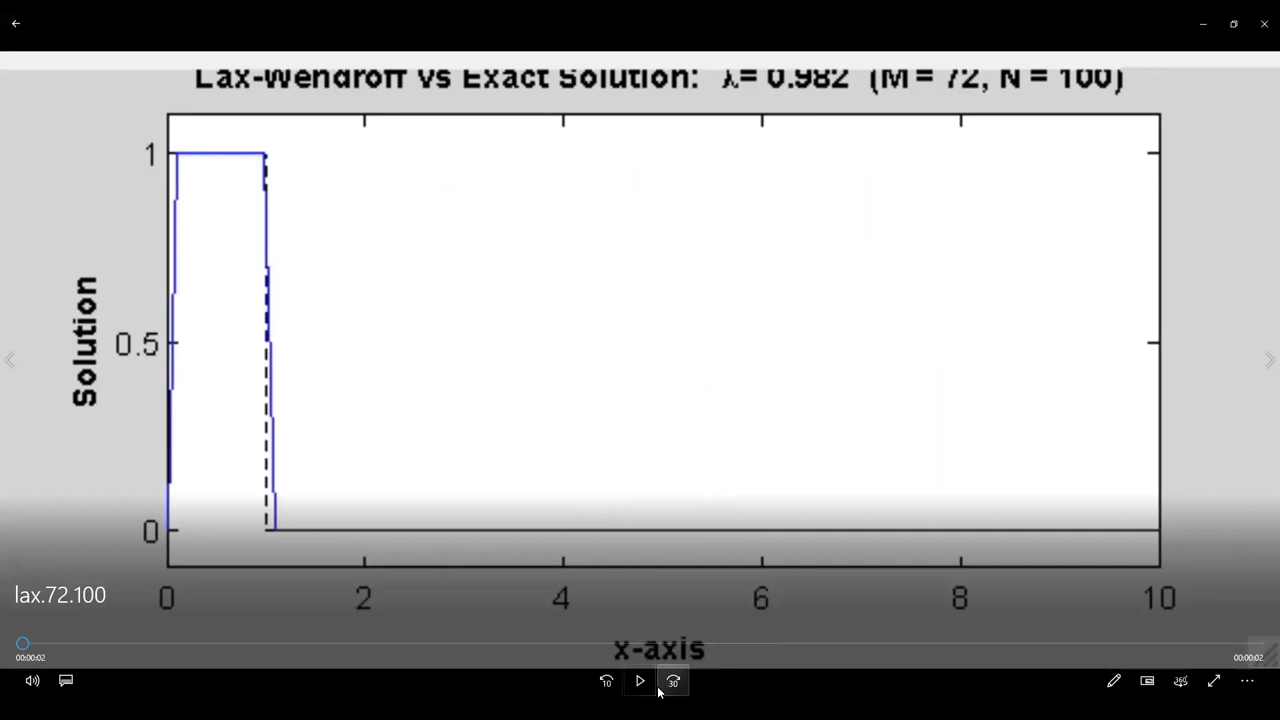 Lax-Wendroff vs Exact Solution: λ= 0.982 (M = 72, N = 100)
1
Solution
0.5
0
lax.72.100
0 2 4 6 8 10
x-axis
00:00:02 00:00:02
10 30 360